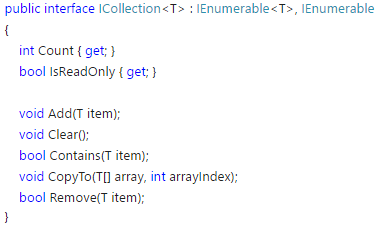 public interface ICollection<T> : IEnumerable<T>, IEnumerable
{
int Count { get; }
bool IsReadOnly { get; }
void Add(T item);
void Clear();
bool Contains(T item);
void CopyTo(T[] array, int arrayIndex);
bool Remove(T item);
}